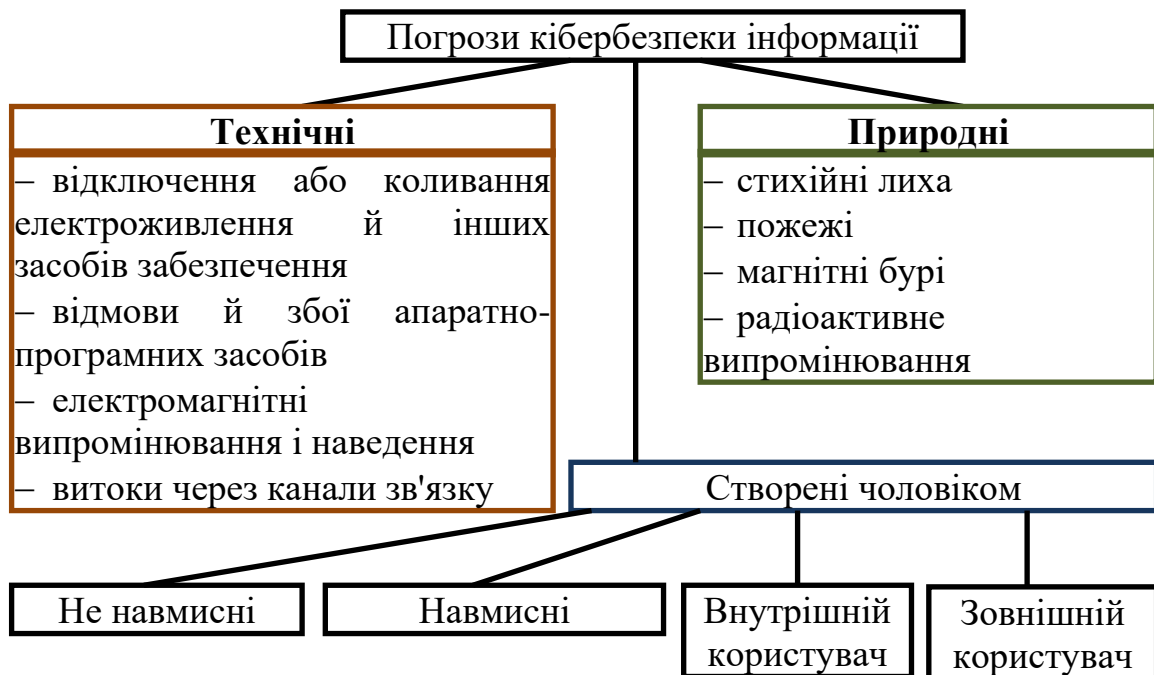 Погрози кібербезпеки інформації
Технічні
– відключення або коливання
електроживлення й інших
засобів забезпечення
– відмови й збої апаратно-
програмних засобів
– електромагнітні
випромінювання і наведення
– витоки через канали зв'язку
Природні
– стихійні лиха
– пожежі
– магнітні бурі
– радіоактивне
випромінювання
Створені чоловіком
Не навмисні
Навмисні
Внутрішній
користувач
Зовнішній
користувач